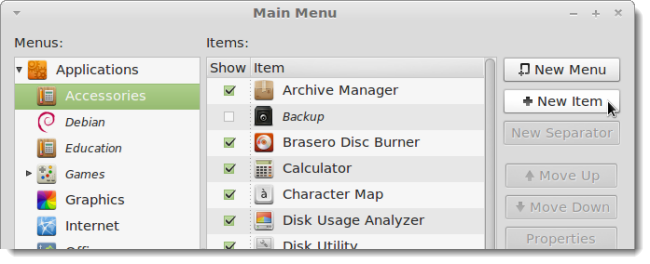 Main Menu
Menus:
Items:
Applications
Accessories
Debian
Education
Games
Graphics
Internet
Show Item
Archive Manager
Backup
Brasero Disc Burner
Calculator
Character Map
Disk Usage Analyzer
Disk Utility
New Menu
New Item
New Separator
Move Up
Move Down
Properties